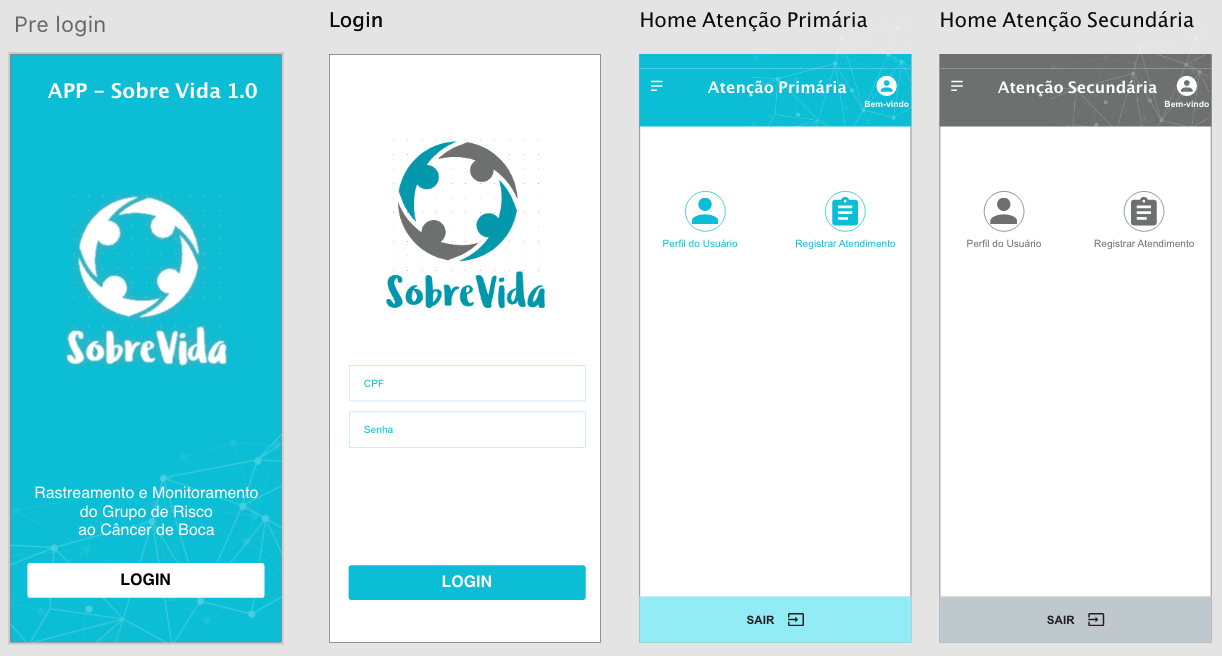 Pre login
APP – Sobre Vida 1.0
SobreVida
Rastreamento e Monitoramento
do Grupo de Risco
ao Câncer de Boca
LOGIN
Login
SobreVida
CPF
Senha
LOGIN
Home Atenção Primária
Atenção Primária
Bem-vindo
Perfil do Usuário
Registrar Atendimento
SAIR
Home Atenção Secundária
Atenção Secundária
Bem-vindo
Perfil do Usuário
Registrar Atendimento
SAIR